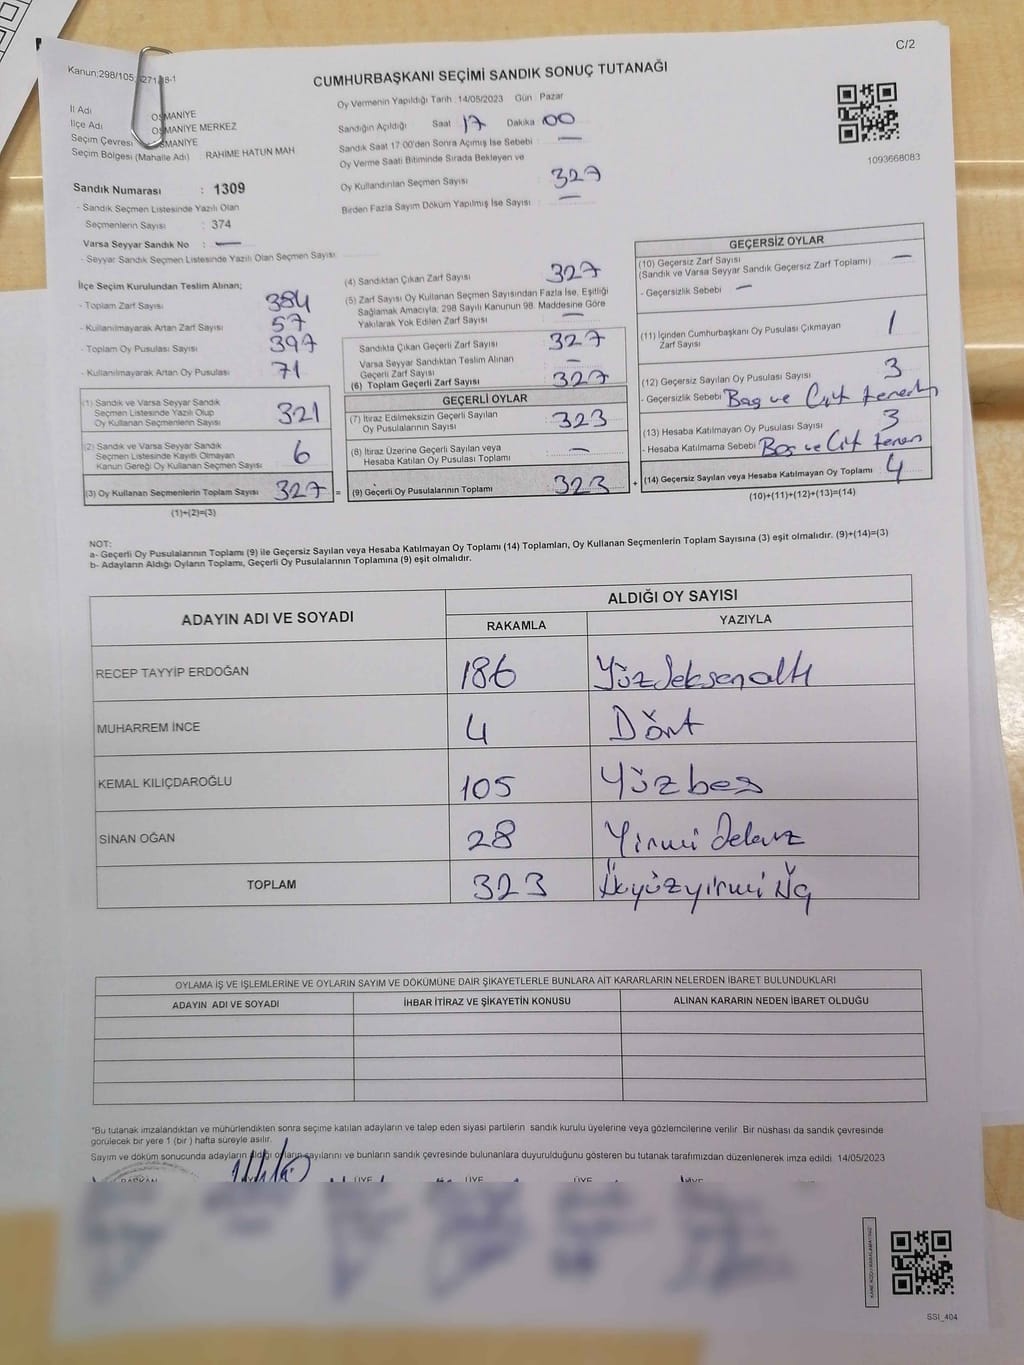 C/2
Kanun:298/105,
CUMHURBAŞKANI SEÇİMİ SANDIK SONUÇ TUTANAĞI
İl Adı OSMANİYE
İlçe Adı OSMANİYE MERKEZ
Seçim Çevresi
Seçim Bölgesi (Mahalle Adı) RAHİME HATUN MAH
Oy Vermenin Yapıldığı Tarih :14/05/2023 Gün : Pazar
Sandığın Açıldığı Saat 17 Dakika 00
Sandık Saat 17:00'den Sonra Açımış İse Sebebi : —
Oy Verme Saati Bitiminde Sırada Bekleyen ve
Oy Kullandırılan Seçmen Sayısı : 327
Birden Fazla Sayım Döküm Yapılmış İse Sayısı : —
1093668083
Sandık Numarası : 1309
- Sandık Seçmen Listesinde Yazılı Olan
Seçmenlerin Sayısı : 374
Varsa Seyyar Sandık No : —
- Seyyar Sandık Seçmen Listesinde Yazılı Olan Seçmen Sayısı:
İlçe Seçim Kurulundan Teslim Alınan;
- Toplam Zarf Sayısı 384
- Kullanılmayarak Artan Zarf Sayısı 57
- Toplam Oy Pusulası Sayısı 397
- Kullanılmayarak Artan Oy Pusulası 71
(1) Sandık ve Varsa Seyyar Sandık
Seçmen Listesinde Yazılı Olup
Oy Kullanan Seçmenlerin Sayısı 321
(2) Sandık ve Varsa Seyyar Sandık
Seçmen Listesinde Kayıtlı Olmayan
Kanun Gereği Oy Kullanan Seçmen Sayısı 6
(3) Oy Kullanan Seçmenlerin Toplam Sayısı 327 =
(1)+(2)=(3)
(4) Sandıktan Çıkan Zarf Sayısı 327
(5) Zarf Sayısı Oy Kullanan Seçmen Sayısından Fazla İse, Eşitliği
Sağlamak Amacıyla; 298 Sayılı Kanunun 98. Maddesine Göre
Yakılarak Yok Edilen Zarf Sayısı —
Sandıkta Çıkan Geçerli Zarf Sayısı 327
Varsa Seyyar Sandıktan Teslim Alınan
Geçerli Zarf Sayısı —
(6) Toplam Geçerli Zarf Sayısı 327
GEÇERLİ OYLAR
(7) İtiraz Edilmeksizin Geçerli Sayılan
Oy Pusulalarının Sayısı 323
(8) İtiraz Üzerine Geçerli Sayılan veya
Hesaba Katılan Oy Pusulası Toplamı —
(9) Geçerli Oy Pusulalarının Toplamı 323 +
GEÇERSİZ OYLAR
(10) Geçersiz Zarf Sayısı
(Sandık ve Varsa Seyyar Sandık Geçersiz Zarf Toplamı) —
- Geçersizlik Sebebi —
(11) İçinden Cumhurbaşkanı Oy Pusulası Çıkmayan
Zarf Sayısı 1
(12) Geçersiz Sayılan Oy Pusulası Sayısı 3
- Geçersizlik Sebebi ve
(13) Hesaba Katılmayan Oy Pusulası Sayısı 3
- Hesaba Katılmama Sebebi ve
(14) Geçersiz Sayılan veya Hesaba Katılmayan Oy Toplamı 4
(10)+(11)+(12)+(13)=(14)
NOT:
a- Geçerli Oy Pusulalarının Toplamı (9) ile Geçersiz Sayılan veya Hesaba Katılmayan Oy Toplamı (14) Toplamları, Oy Kullanan Seçmenlerin Toplam Sayısına (3) eşit olmalıdır. (9)+(14)=(3)
b- Adayların Aldığı Oyların Toplamı, Geçerli Oy Pusulalarının Toplamına (9) eşit olmalıdır.
ADAYIN ADI VE SOYADI ALDIĞI OY SAYISI
RAKAMLA YAZIYLA
RECEP TAYYİP ERDOĞAN 186 Yüzseksenaltı
MUHARREM İNCE 4 Dört
KEMAL KILIÇDAROĞLU 105 Yüzbeş
SİNAN OĞAN 28 Yirmi
TOPLAM 323
OYLAMA İŞ VE İŞLEMLERİNE VE OYLARIN SAYIM VE DÖKÜMÜNE DAİR ŞİKAYETLERLE BUNLARA AİT KARARLARIN NELERDEN İBARET BULUNDUKLARI
ADAYIN ADI VE SOYADI İHBAR İTİRAZ VE ŞİKAYETİN KONUSU ALINAN KARARIN NEDEN İBARET OLDUĞU
*Bu tutanak imzalandıktan ve mühürlendikten sonra seçime katılan adayların ve talep eden siyasi partilerin sandık kurulu üyelerine veya gözlemcilerine verilir. Bir nüshası da sandık çevresinde
görülecek bir yere 1 (bir ) hafta süreyle asılır.
Sayım ve döküm sonucunda adayların aldığı oyların sayılarını ve bunların sandık çevresinde bulunanlara duyurulduğunu gösteren bu tutanak tarafımızdan düzenlenerek imza edildi. 14/05/2023
BAŞKAN ÜYE ÜYE ÜYE
SSI_404